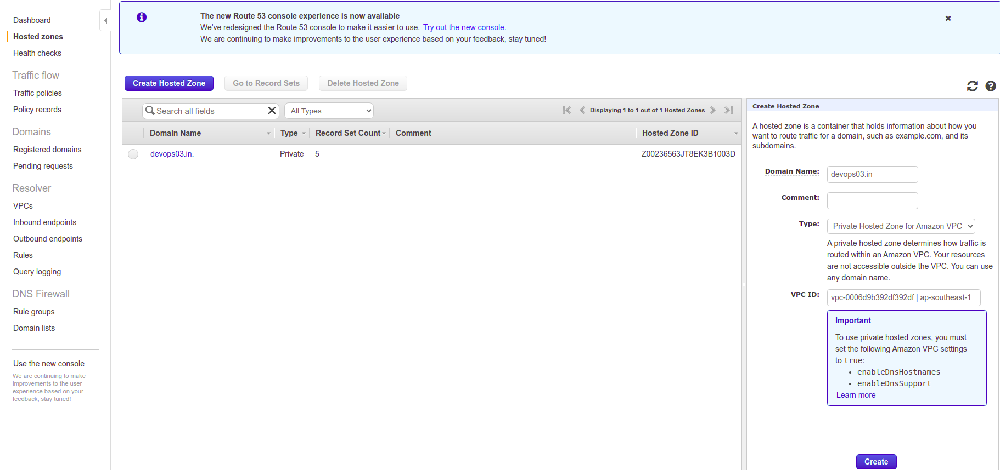 Dashboard
Hosted zones
Health checks
Traffic flow
Traffic policies
Policy records
Domains
Registered domains
Pending requests
Resolver
VPCs
Inbound endpoints
Outbound endpoints
Rules
Query logging
DNS Firewall
Rule groups
Domain lists
Use the new console
We are continuing to make
improvements to the user
experience based on your
feedback, stay tuned!
The new Route 53 console experience is now available
We've redesigned the Route 53 console to make it easier to use. Try out the new console.
We are continuing to make improvements to the user experience based on your feedback, stay tuned!
Create Hosted Zone Go to Record Sets Delete Hosted Zone
Search all fields All Types Displaying 1 to 1 out of 1 Hosted Zones
Domain Name Type Record Set Count Comment Hosted Zone ID
devops03.in. Private 5 Z00236563JT8EK3B1003D
Create Hosted Zone
A hosted zone is a container that holds information about how you
want to route traffic for a domain, such as example.com, and its
subdomains.
Domain Name: devops03.in
Comment:
Type: Private Hosted Zone for Amazon VPC
A private hosted zone determines how traffic is
routed within an Amazon VPC. Your resources
are not accessible outside the VPC. You can use
any domain name.
VPC ID: vpc-0006d9b392df392df | ap-southeast-1
Important
To use private hosted zones, you must
set the following Amazon VPC settings
to true:
• enableDnsHostnames
• enableDnsSupport
Learn more
Create